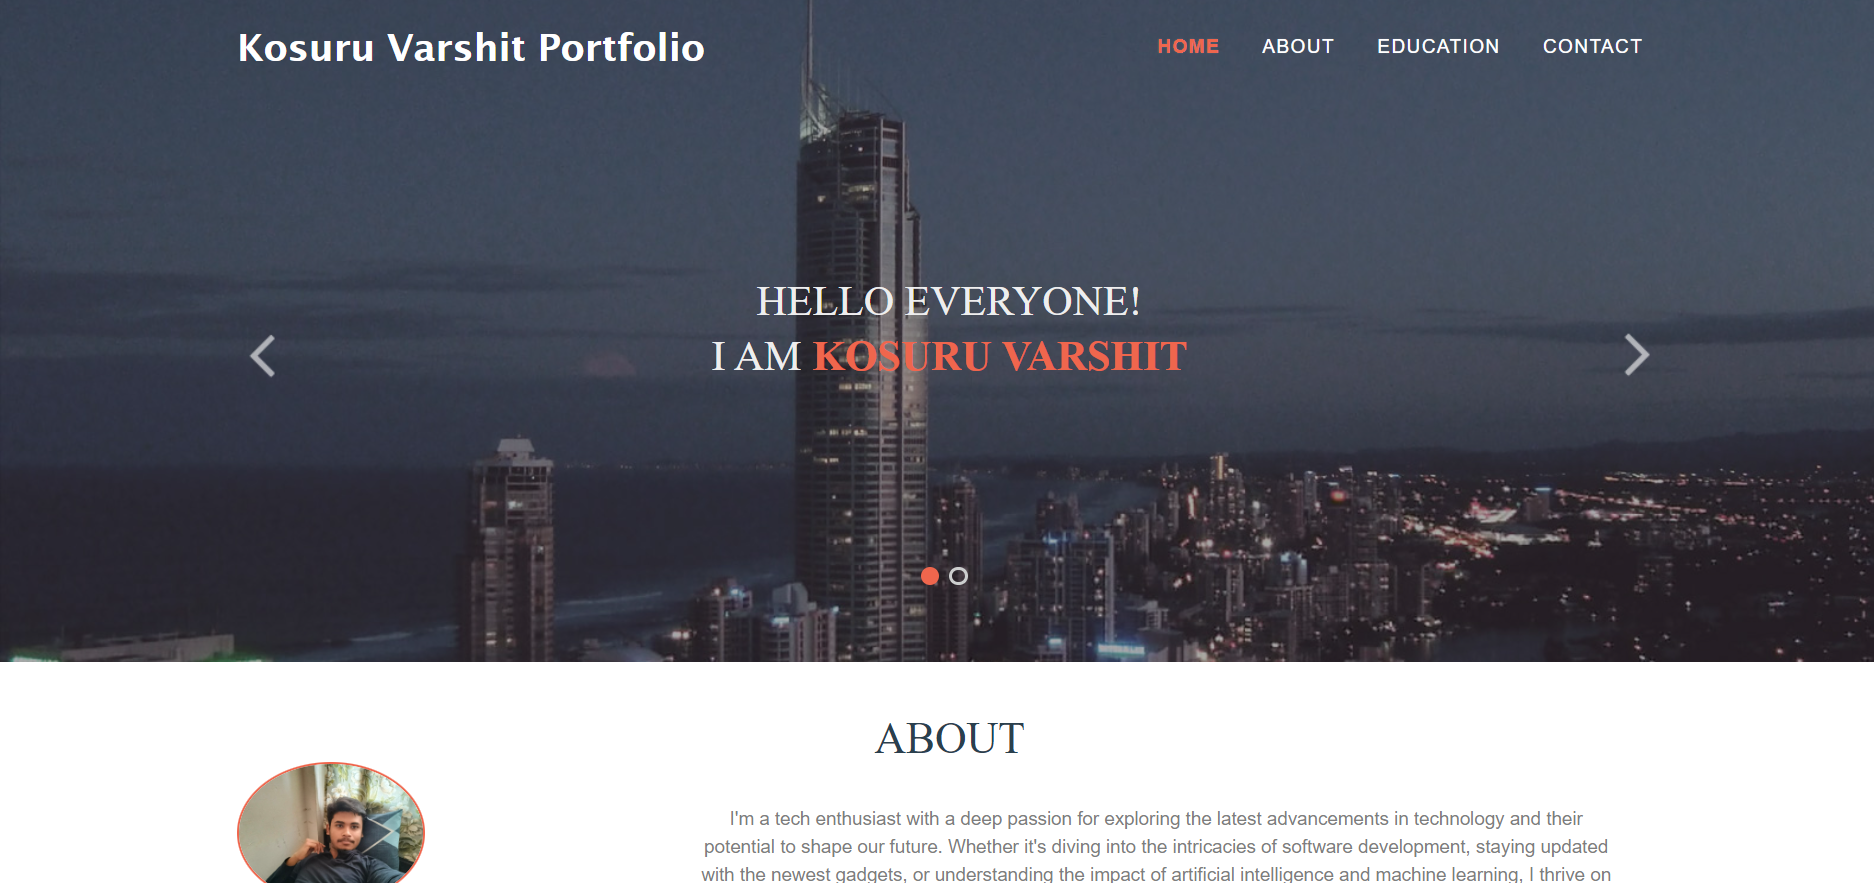 Kosuru Varshit Portfolio
HOME ABOUT EDUCATION CONTACT
HELLO EVERYONE!
I AM KOSURU VARSHIT
ABOUT
I'm a tech enthusiast with a deep passion for exploring the latest advancements in technology and their
potential to shape our future. Whether it's diving into the intricacies of software development, staying updated
with the newest gadgets, or understanding the impact of artificial intelligence and machine learning, I thrive on